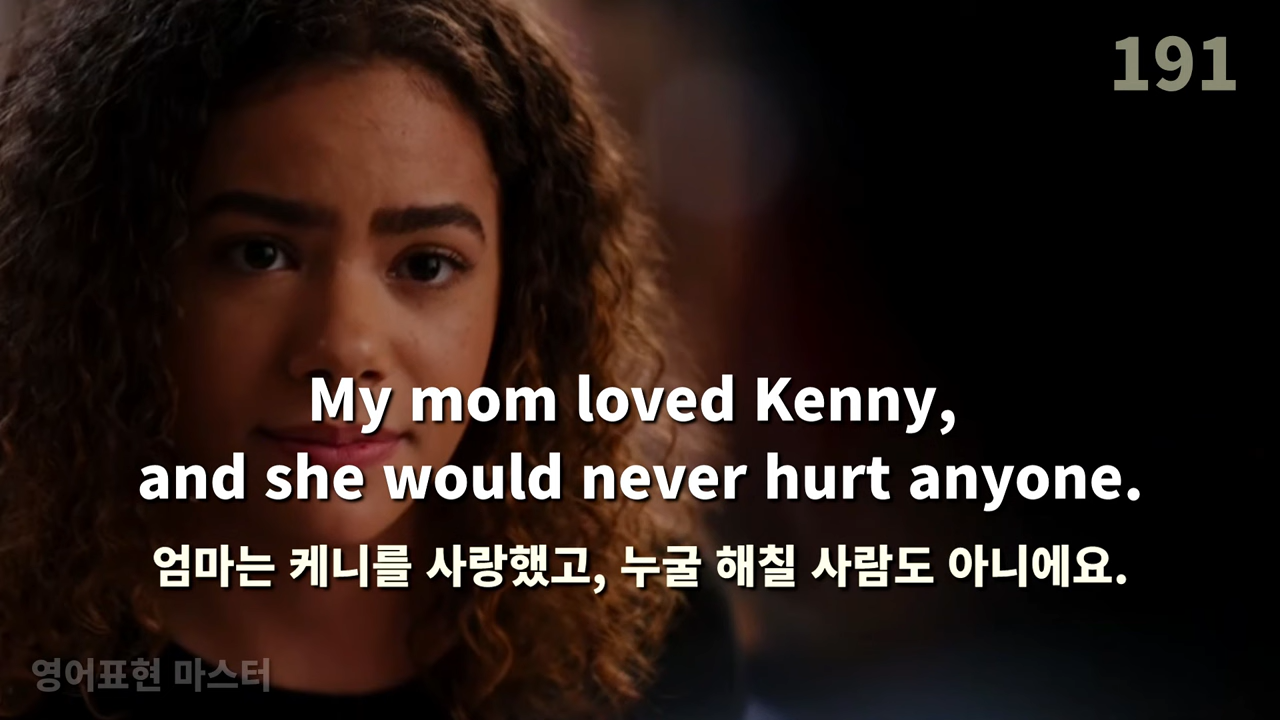 191
My mom loved Kenny,
and she would never hurt anyone.
엄마는 케니를 사랑했고, 누굴 해칠 사람도 아니에요.
영어표현 마스터